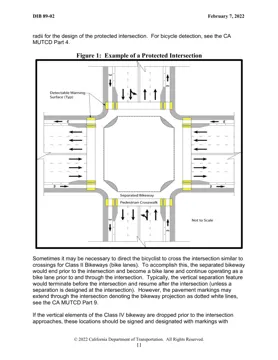 DIB 89-02
February 7, 2022
radii for the design of the protected intersection. For bicycle detection, see the CA
MUTCD Part 4.
Figure 1: Example of a Protected Intersection
Detectable Warning
Surface (Typ)
Separated Bikeway
Pedestrian Crosswalk
Not to Scale
Sometimes it may be necessary to direct the bicyclist to cross the intersection similar to
crossings for Class II Bikeways (bike lanes). To accomplish this, the separated bikeway
would end prior to the intersection and become a bike lane and continue operating as a
bike lane prior to and through the intersection. Typically, the vertical separation feature
would terminate before the intersection and resume after the intersection (unless a
separation is designed at the intersection). However, the pavement markings may
extend through the intersection denoting the bikeway projection as dotted white lines,
see the CA MUTCD Part 9.
If the vertical elements of the Class IV bikeway are dropped prior to the intersection
approaches, these locations should be signed and designated with markings with
© 2022 California Department of Transportation. All Rights Reserved.
11